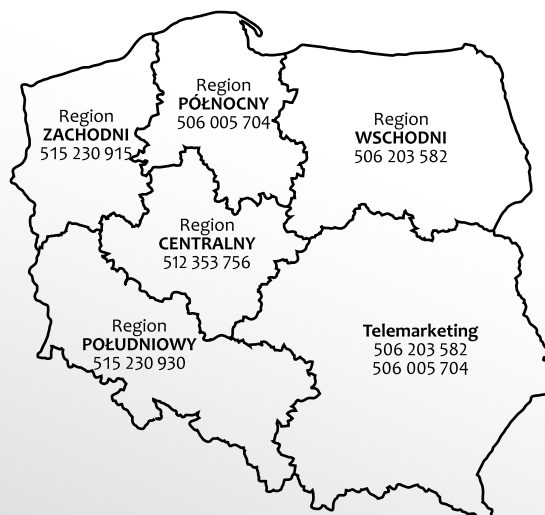 Region
ZACHODNI
515 230 915
Region
PÓŁNOCNY
506 005 704
Region
WSCHODNI
506 203 582
Region
CENTRALNY
512 353 756
Region
POŁUDNIOWY
515 230 930
Telemarketing
506 203 582
506 005 704